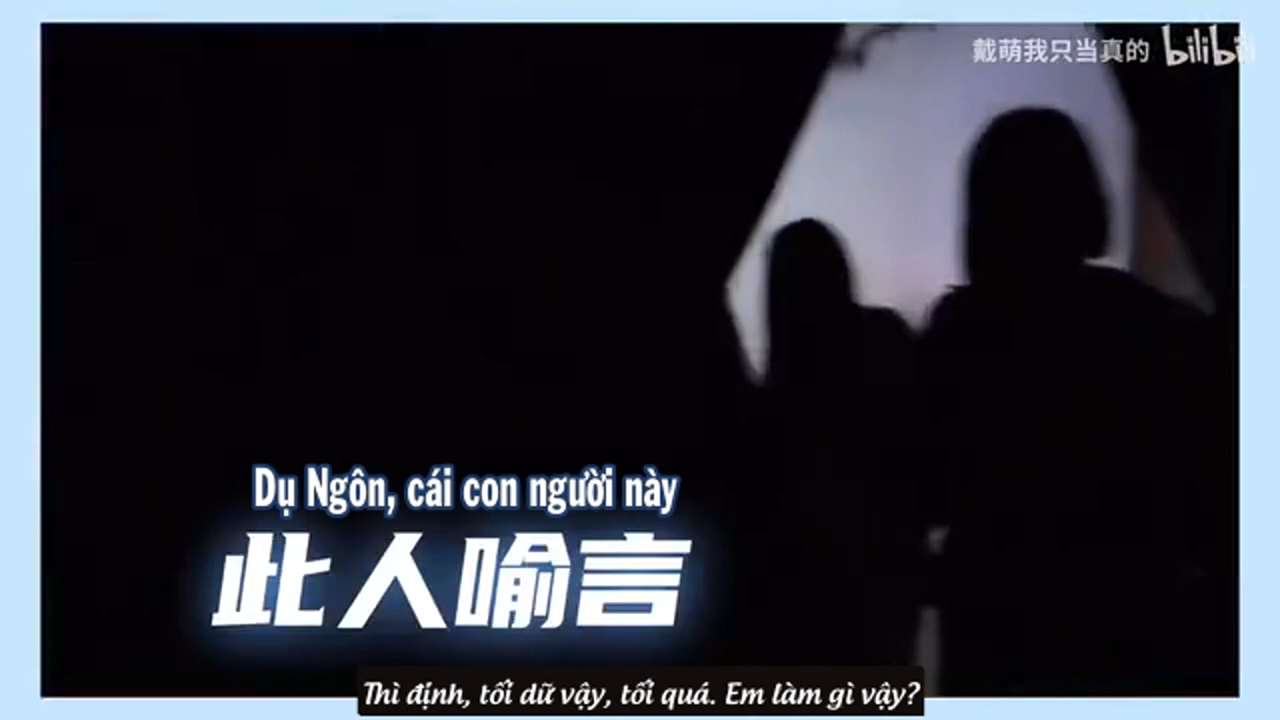 戴萌我只当真的 bilibili
Dụ Ngôn, cái con người này
此人喻言
Thì định, tối dữ vậy, tối quá. Em làm gì vậy?